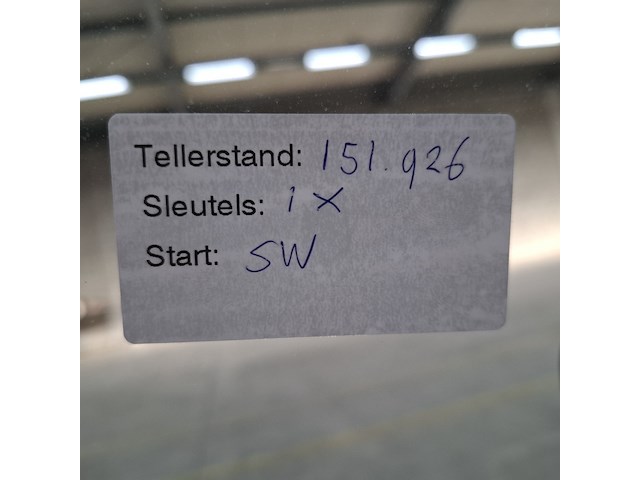 Tellerstand: 151.926
Sleutels: 1 X
Start: SW